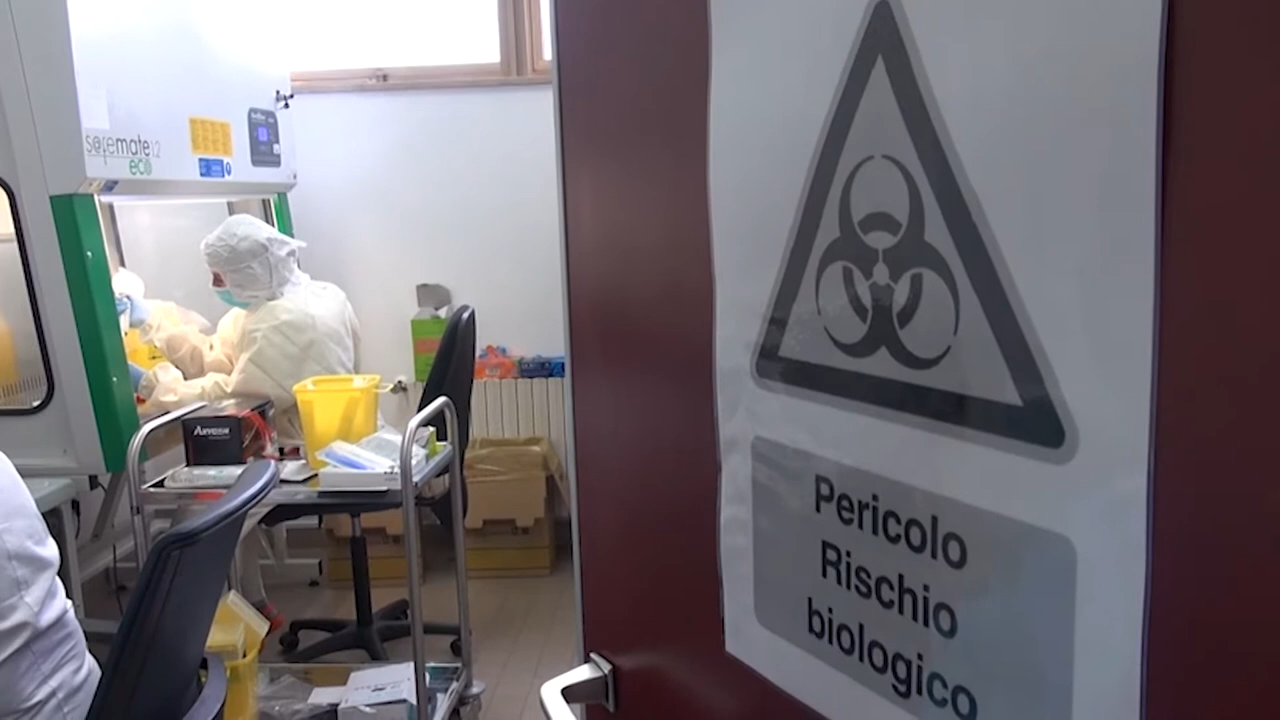 safemate 1.2
eco
Pericolo
Rischio
biologico